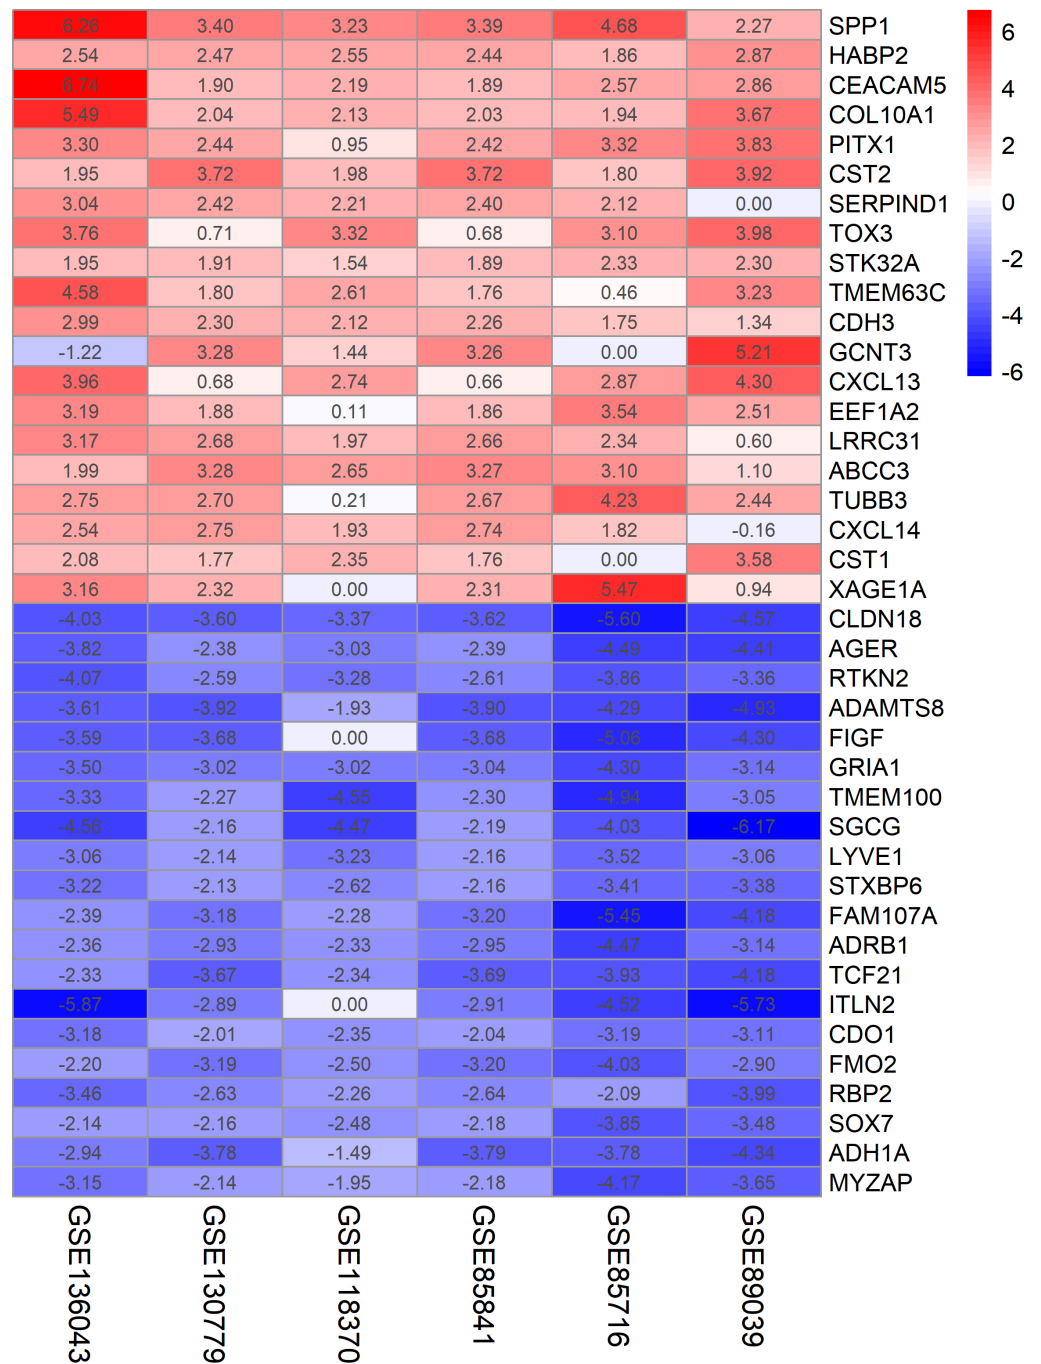 6.26 3.40 3.23 3.39 4.68 2.27 SPP1
2.54 2.47 2.55 2.44 1.86 2.87 HABP2
6.74 1.90 2.19 1.89 2.57 2.86 CEACAM5
5.49 2.04 2.13 2.03 1.94 3.67 COL10A1
3.30 2.44 0.95 2.42 3.32 3.83 PITX1
1.95 3.72 1.98 3.72 1.80 3.92 CST2
3.04 2.42 2.21 2.40 2.12 0.00 SERPIND1
3.76 0.71 3.32 0.68 3.10 3.98 TOX3
1.95 1.91 1.54 1.89 2.33 2.30 STK32A
4.58 1.80 2.61 1.76 0.46 3.23 TMEM63C
2.99 2.30 2.12 2.26 1.75 1.34 CDH3
-1.22 3.28 1.44 3.26 0.00 5.21 GCNT3
3.96 0.68 2.74 0.66 2.87 4.30 CXCL13
3.19 1.88 0.11 1.86 3.54 2.51 EEF1A2
3.17 2.68 1.97 2.66 2.34 0.60 LRRC31
1.99 3.28 2.65 3.27 3.10 1.10 ABCC3
2.75 2.70 0.21 2.67 4.23 2.44 TUBB3
2.54 2.75 1.93 2.74 1.82 -0.16 CXCL14
2.08 1.77 2.35 1.76 0.00 3.58 CST1
3.16 2.32 0.00 2.31 5.47 0.94 XAGE1A
-4.03 -3.60 -3.37 -3.62 -5.60 -4.57 CLDN18
-3.82 -2.38 -3.03 -2.39 -4.49 -4.41 AGER
-4.07 -2.59 -3.28 -2.61 -3.86 -3.36 RTKN2
-3.61 -3.92 -1.93 -3.90 -4.29 -4.93 ADAMTS8
-3.59 -3.68 0.00 -3.68 -5.06 -4.30 FIGF
-3.50 -3.02 -3.02 -3.04 -4.30 -3.14 GRIA1
-3.33 -2.27 -4.55 -2.30 -4.94 -3.05 TMEM100
-4.56 -2.16 -4.47 -2.19 -4.03 -6.17 SGCG
-3.06 -2.14 -3.23 -2.16 -3.52 -3.06 LYVE1
-3.22 -2.13 -2.62 -2.16 -3.41 -3.38 STXBP6
-2.39 -3.18 -2.28 -3.20 -5.45 -4.18 FAM107A
-2.36 -2.93 -2.33 -2.95 -4.47 -3.14 ADRB1
-2.33 -3.67 -2.34 -3.69 -3.93 -4.18 TCF21
-5.87 -2.89 0.00 -2.91 -4.52 -5.73 ITLN2
-3.18 -2.01 -2.35 -2.04 -3.19 -3.11 CDO1
-2.20 -3.19 -2.50 -3.20 -4.03 -2.90 FMO2
-3.46 -2.63 -2.26 -2.64 -2.09 -3.99 RBP2
-2.14 -2.16 -2.48 -2.18 -3.85 -3.48 SOX7
-2.94 -3.78 -1.49 -3.79 -3.78 -4.34 ADH1A
-3.15 -2.14 -1.95 -2.18 -4.17 -3.65 MYZAP
GSE136043
GSE130779
GSE118370
GSE85841
GSE85716
GSE89039
6
4
2
0
-2
-4
-6